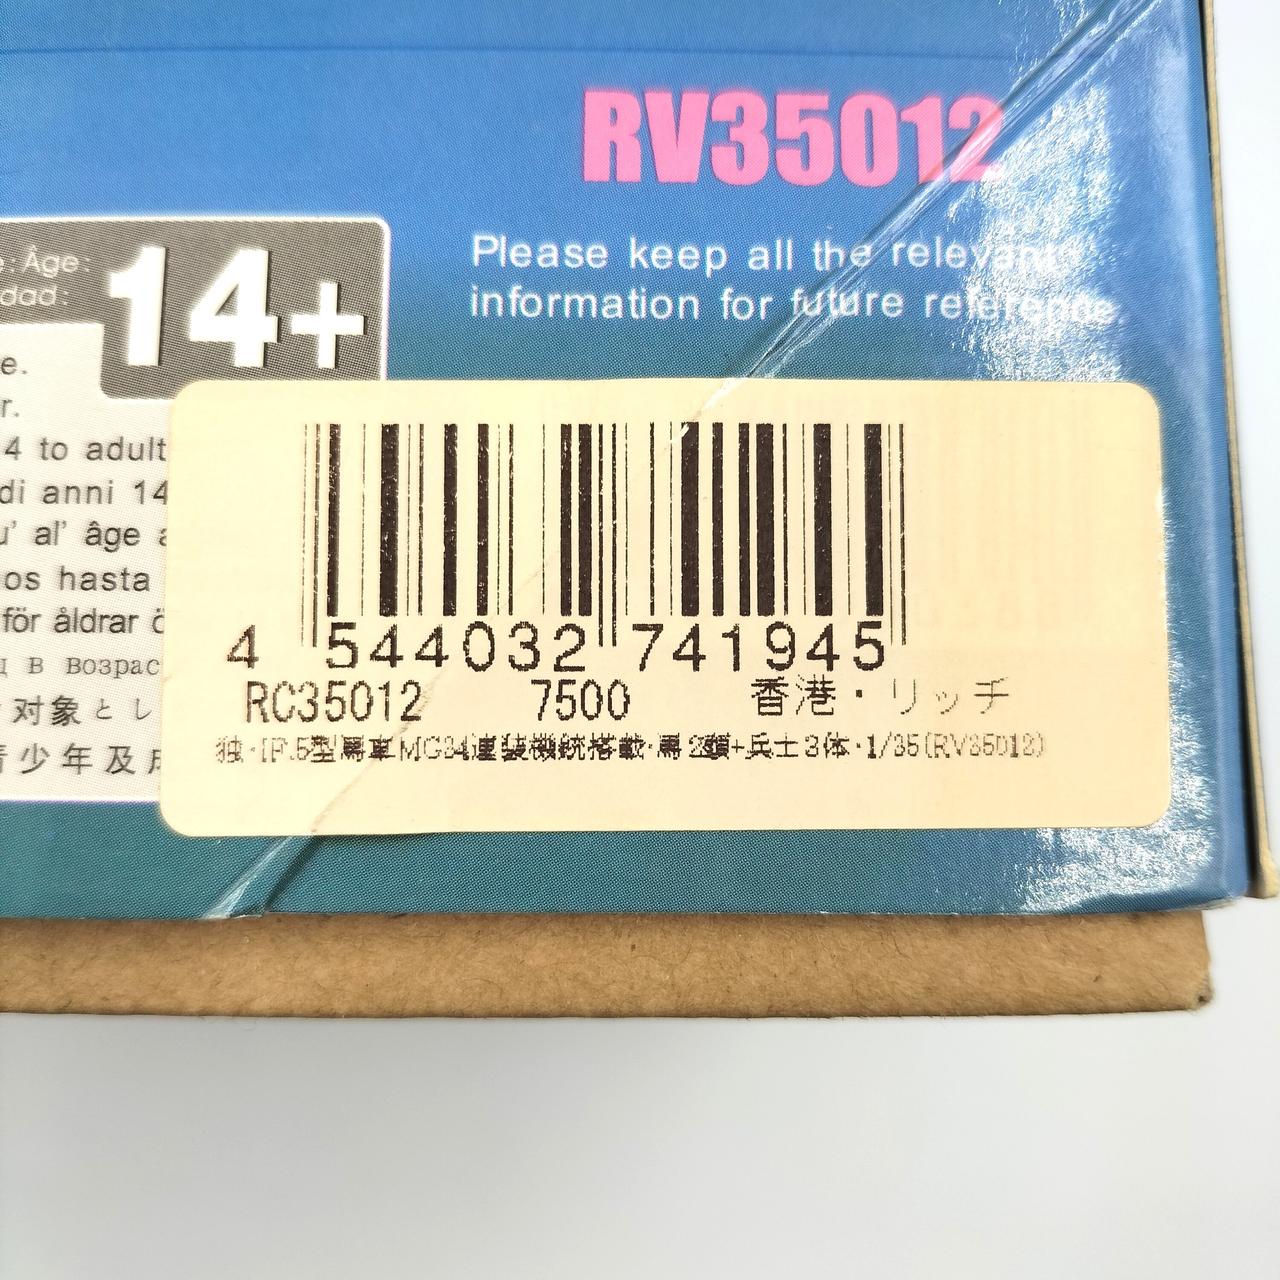 RV35012
Please keep all the relevant
information for future reference
Âge:
dad:
14+
e.
r.
4 to adult
di anni 14
u' al' âge a
os hasta
för åldrar ö
В возрас
对象とし
青少年及成
4 544032 741945
RC35012 7500 香港・リッチ
独・IF.5型馬車MG34連装機銃搭載・馬2頭+兵士3体・1/35(RV35012)